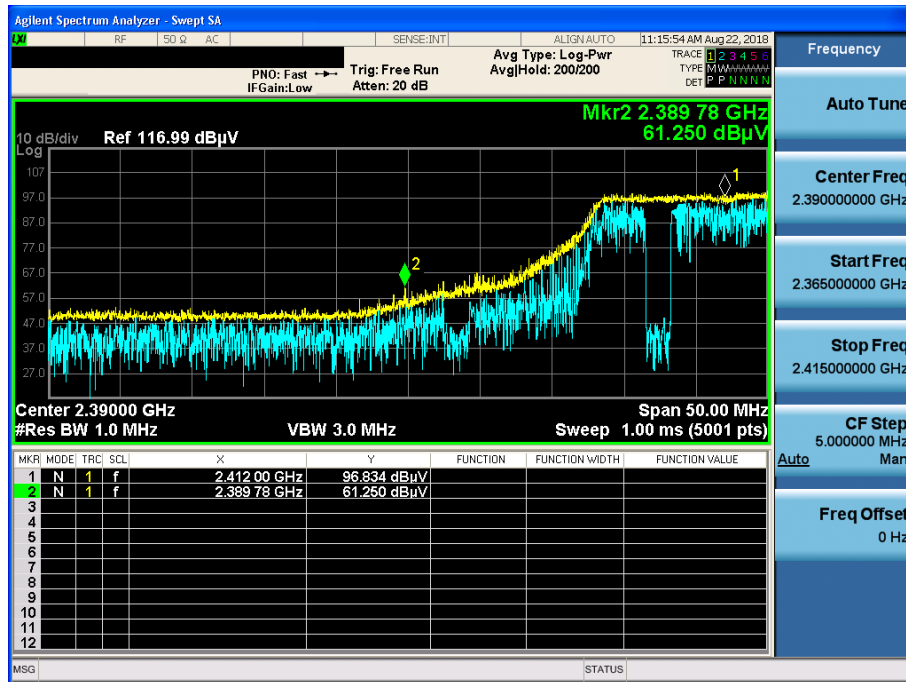 Agilent Spectrum Analyzer - Swept SA
LXI RF 50 Ω AC SENSE:INT ALIGN AUTO 11:15:54 AM Aug 22, 2018
PNO: Fast
IFGain:Low
Trig: Free Run
Atten: 20 dB
Avg Type: Log-Pwr
Avg|Hold: 200/200
TRACE 1 2 3 4 5 6
TYPE M W W W W W
DET P P N N N N
Mkr2 2.389 78 GHz
61.250 dBµV
10 dB/div Ref 116.99 dBµV
Log
107
97.0
87.0
77.0
67.0
57.0
47.0
37.0
27.0
1
2
Center 2.39000 GHz Span 50.00 MHz
#Res BW 1.0 MHz VBW 3.0 MHz Sweep 1.00 ms (5001 pts)
MKR MODE TRC SCL X Y FUNCTION FUNCTION WIDTH FUNCTION VALUE
1 N 1 f 2.412 00 GHz 96.834 dBµV
2 N 1 f 2.389 78 GHz 61.250 dBµV
3
4
5
6
7
8
9
10
11
12
MSG STATUS
Frequency
Auto Tune
Center Freq
2.390000000 GHz
Start Freq
2.365000000 GHz
Stop Freq
2.415000000 GHz
CF Step
5.000000 MHz
Auto Man
Freq Offset
0 Hz